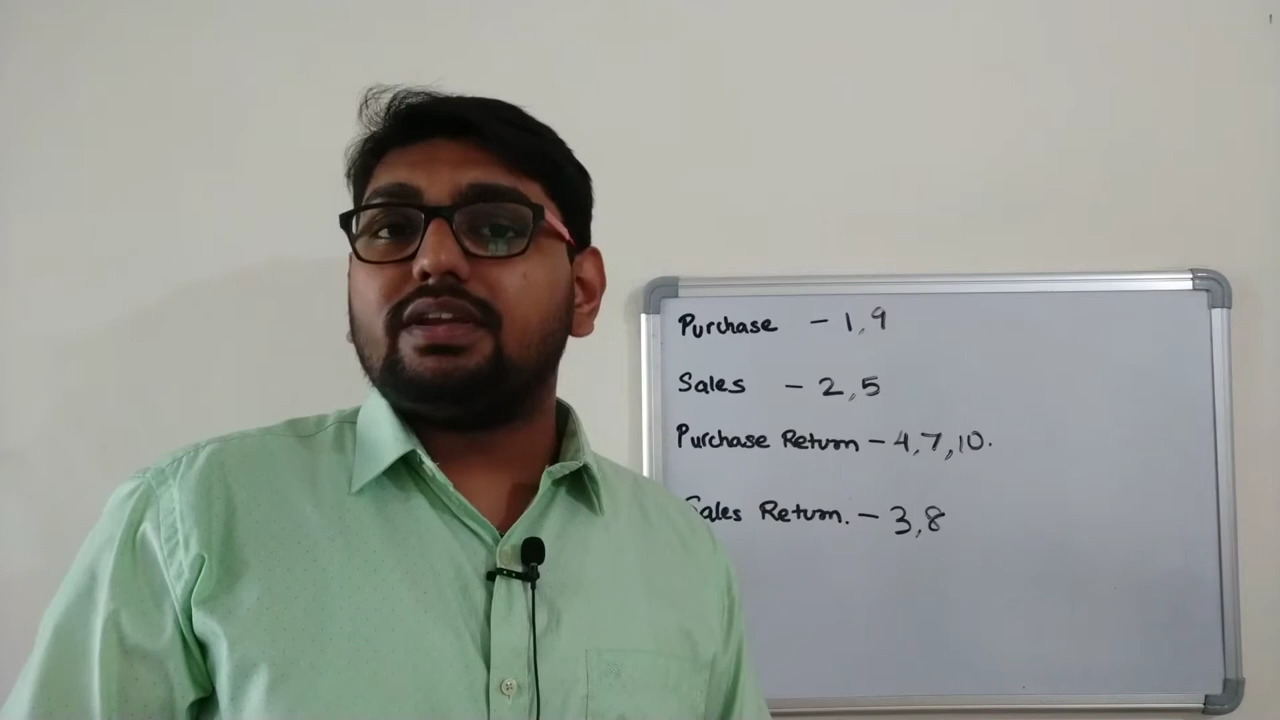 Purchase - 1,9
Sales - 2,5
Purchase Return - 4,7,10.
Sales Return. - 3,8